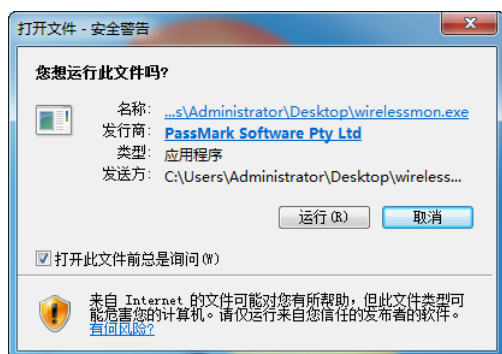 打开文件 - 安全警告
您想运行此文件吗?
名称: ...s\Administrator\Desktop\wirelessmon.exe
发行商: PassMark Software Pty Ltd
类型: 应用程序
发送方: C:\Users\Administrator\Desktop\wireless...
运行(R) 取消
打开此文件前总是询问(W)
来自 Internet 的文件可能对您有所帮助，但此文件类型可
能危害您的计算机。请仅运行来自您信任的发布者的软件。
有何风险?